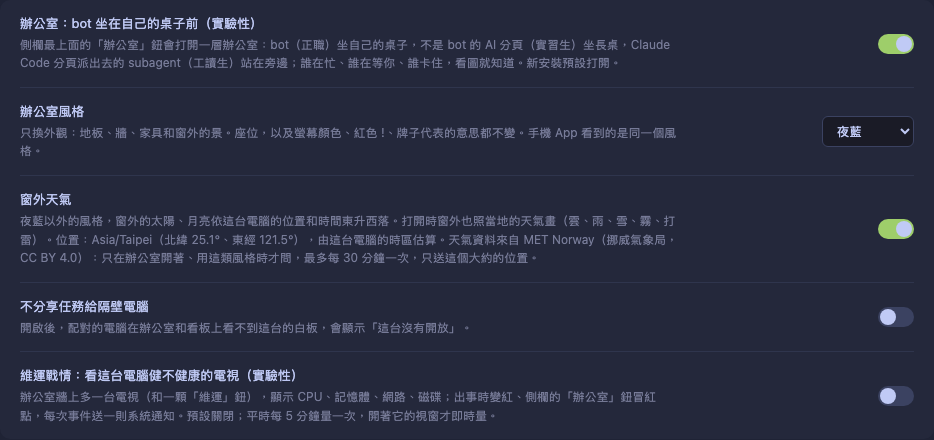 辦公室：bot 坐在自己的桌子前（實驗性）
側欄最上面的「辦公室」鈕會打開一層辦公室：bot（正職）坐自己的桌子，不是 bot 的 AI 分頁（實習生）坐長桌，Claude
Code 分頁派出去的 subagent（工讀生）站在旁邊；誰在忙、誰在等你、誰卡住，看圖就知道。新安裝預設打開。
辦公室風格
只換外觀：地板、牆、家具和窗外的景。座位，以及螢幕顏色、紅色 !、牌子代表的意思都不變。手機 App 看到的是同一個風
格。
夜藍
窗外天氣
夜藍以外的風格，窗外的太陽、月亮依這台電腦的位置和時間東升西落。打開時窗外也照當地的天氣畫（雲、雨、雪、霧、打
雷）。位置：Asia/Taipei（北緯 25.1°、東經 121.5°），由這台電腦的時區估算。天氣資料來自 MET Norway（挪威氣象局，
CC BY 4.0）：只在辦公室開著、用這類風格時才問，最多每 30 分鐘一次，只送這個大約的位置。
不分享任務給隔壁電腦
開啟後，配對的電腦在辦公室和看板上看不到這台的白板，會顯示「這台沒有開放」。
維運戰情：看這台電腦健不健康的電視（實驗性）
辦公室牆上多一台電視（和一顆「維運」鈕），顯示 CPU、記憶體、網路、磁碟；出事時變紅、側欄的「辦公室」鈕冒紅
點，每次事件送一則系統通知。預設關閉；平時每 5 分鐘量一次，開著它的視窗才即時量。